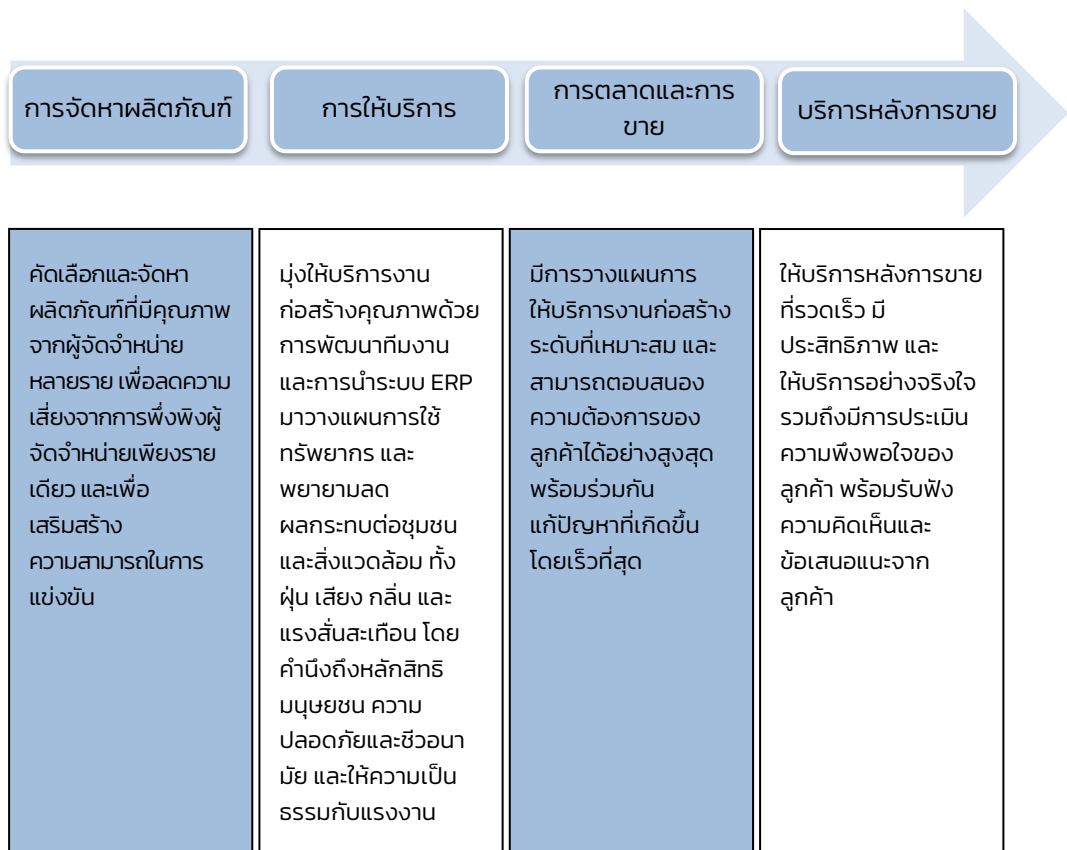 การจัดหาผลิตภัณฑ์
การให้บริการ
การตลาดและการ
ขาย
บริการหลังการขาย
คัดเลือกและจัดหา
ผลิตภัณฑ์ที่มีคุณภาพ
จากผู้จัดจำหน่าย
หลายราย เพื่อลดความ
เสี่ยงจากการพึ่งพิงผู้
จัดจำหน่ายเพียงราย
เดียว และเพื่อ
เสริมสร้าง
ความสามารถในการ
แข่งขัน
มุ่งให้บริการงาน
ก่อสร้างคุณภาพด้วย
การพัฒนาทีมงาน
และการนำระบบ ERP
มาวางแผนการใช้
ทรัพยากร และ
พยายามลด
ผลกระทบต่อชุมชน
และสิ่งแวดล้อม ทั้ง
ฝุ่น เสียง กลิ่น และ
แรงสั่นสะเทือน โดย
คำนึงถึงหลักสิทธิ
มนุษยชน ความ
ปลอดภัยและชีวอนา
มัย และให้ความเป็น
ธรรมกับแรงงาน
มีการวางแผนการ
ให้บริการงานก่อสร้าง
ระดับที่เหมาะสม และ
สามารถตอบสนอง
ความต้องการของ
ลูกค้าได้อย่างสูงสุด
พร้อมร่วมกัน
แก้ปัญหาที่เกิดขึ้น
โดยเร็วที่สุด
ให้บริการหลังการขาย
ที่รวดเร็ว มี
ประสิทธิภาพ และ
ให้บริการอย่างจริงใจ
รวมถึงมีการประเมิน
ความพึงพอใจของ
ลูกค้า พร้อมรับฟัง
ความคิดเห็นและ
ข้อเสนอแนะจาก
ลูกค้า